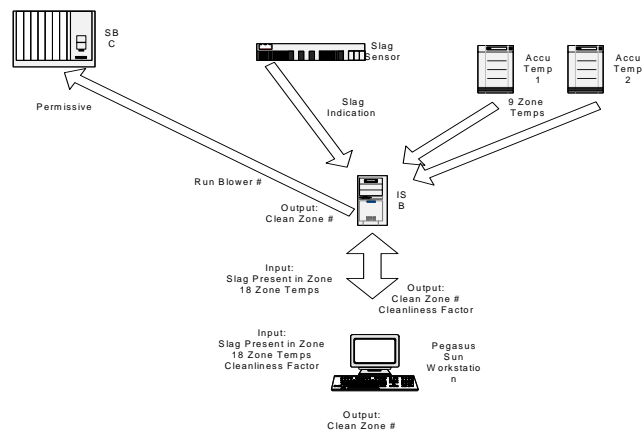 SB
C
Slag
Sensor
Accu
Temp
1
Accu
Temp
2
9 Zone
Temps
Permissive
Slag
Indication
Run Blower #
Output:
Clean Zone #
IS
B
Input:
Slag Present in Zone
18 Zone Temps
Output:
Clean Zone #
Cleanliness Factor
Input:
Slag Present in Zone
18 Zone Temps
Cleanliness Factor
Pegasus
Sun
Workstatio
n
Output:
Clean Zone #